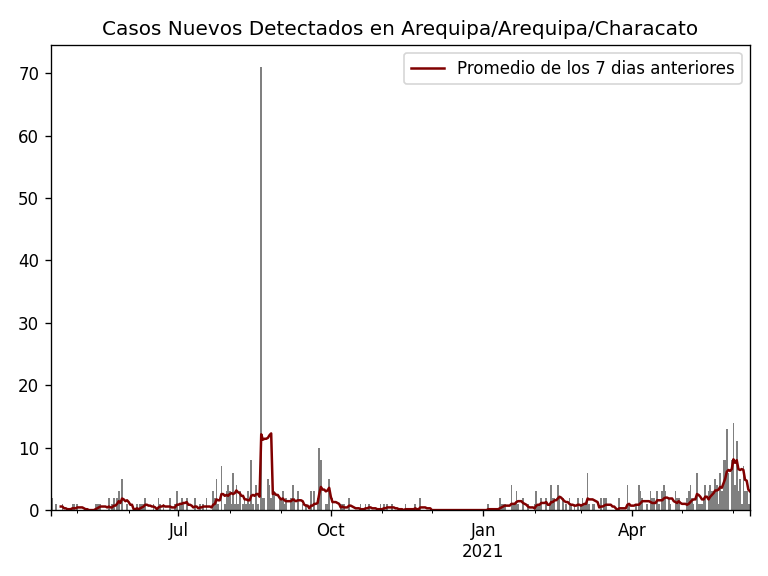 Casos Nuevos Detectados en Arequipa/Arequipa/Characato
Promedio de los 7 dias anteriores
70
60
50
40
30
20
10
0
Jul
Oct
Jan
2021
Apr